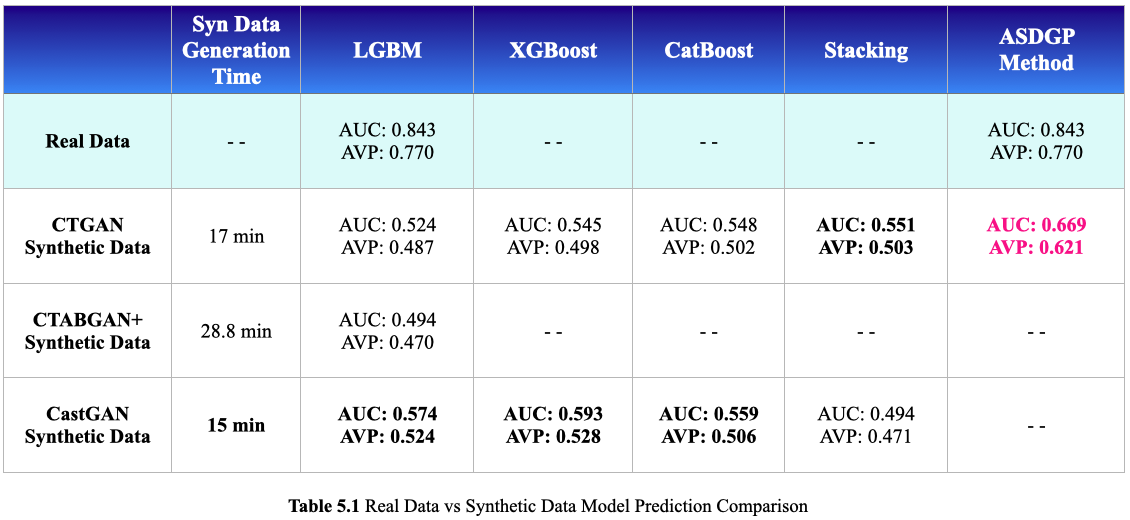 Syn Data
Generation
Time
LGBM
XGBoost
CatBoost
Stacking
ASDGP
Method
Real Data
- -
AUC: 0.843
AVP: 0.770
- -
- -
- -
AUC: 0.843
AVP: 0.770
CTGAN
Synthetic Data
17 min
AUC: 0.524
AVP: 0.487
AUC: 0.545
AVP: 0.498
AUC: 0.548
AVP: 0.502
AUC: 0.551
AVP: 0.503
AUC: 0.669
AVP: 0.621
CTABGAN+
Synthetic Data
28.8 min
AUC: 0.494
AVP: 0.470
- -
- -
- -
- -
CastGAN
Synthetic Data
15 min
AUC: 0.574
AVP: 0.524
AUC: 0.593
AVP: 0.528
AUC: 0.559
AVP: 0.506
AUC: 0.494
AVP: 0.471
- -
Table 5.1 Real Data vs Synthetic Data Model Prediction Comparison